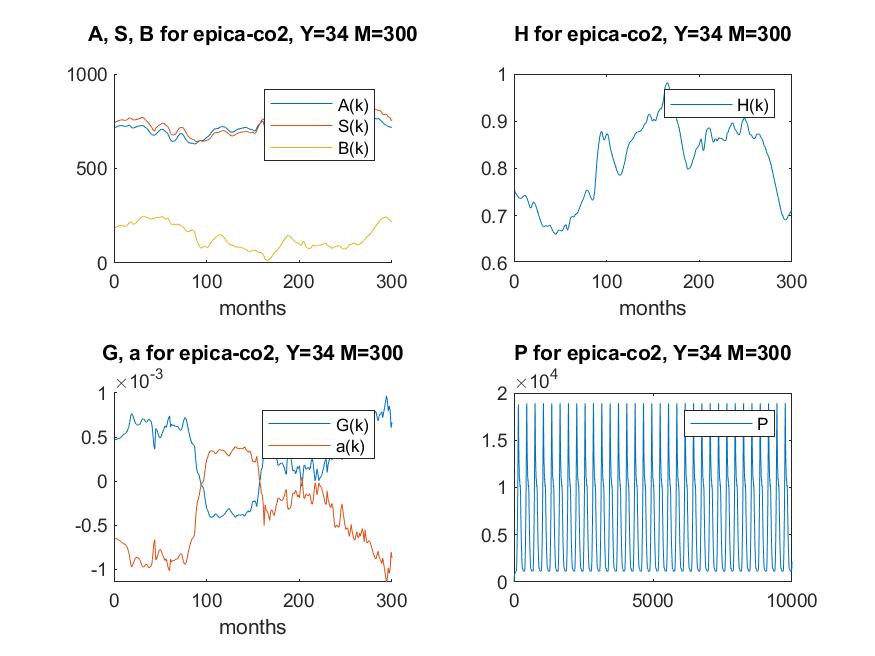 A, S, B for epica-co2, Y=34 M=300
1000
500
0
A(k)
S(k)
B(k)
0 100 200 300
months
H for epica-co2, Y=34 M=300
1
0.9
0.8
0.7
0.6
H(k)
0 100 200 300
months
G, a for epica-co2, Y=34 M=300
×10-3
1
0.5
0
-0.5
-1
G(k)
a(k)
0 100 200 300
months
P for epica-co2, Y=34 M=300
×104
2
1.5
1
0.5
0
P
0 5000 10000